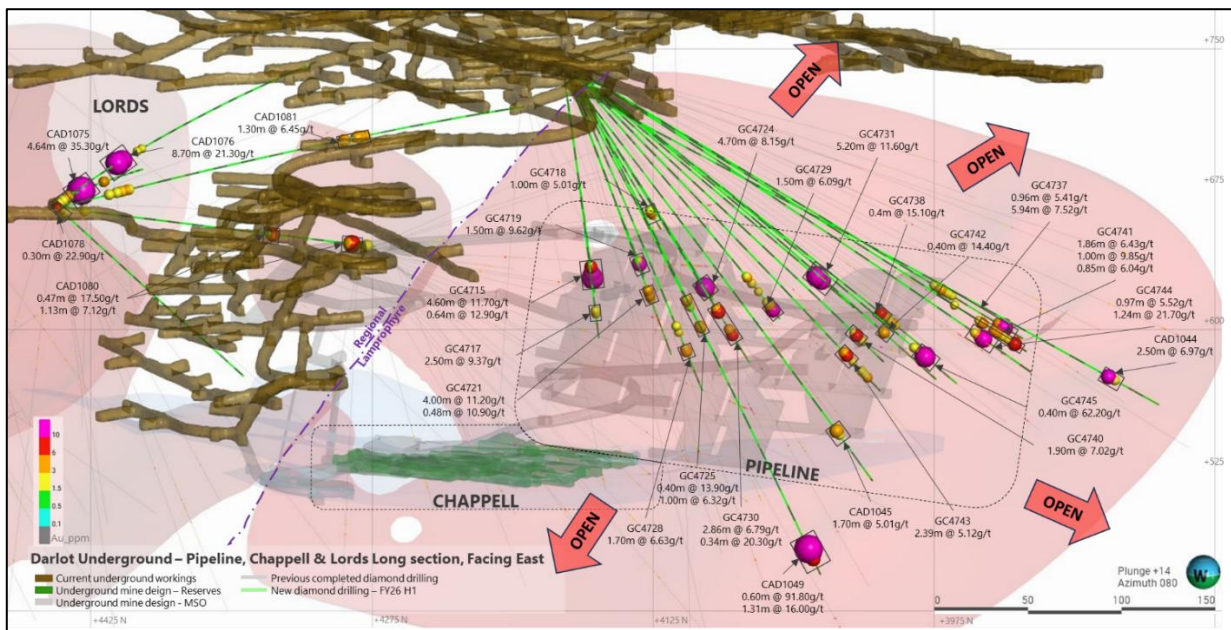 +750
OPEN
LORDS
CAD1081
1.30m @ 6.45g/t
CAD1075
4.64m @ 35.30g/t
CAD1076
8.70m @ 21.30g/t
GC4724
4.70m @ 8.15g/t
GC4731
5.20m @ 11.60g/t
OPEN
GC4718
1.00m @ 5.01g/t
GC4729
1.50m @ 6.09g/t
+675
GC4737
0.96m @ 5.41g/t
5.94m @ 7.52g/t
GC4738
0.4m @ 15.10g/t
GC4719
1.50m @ 9.62g/t
GC4742
0.40m @ 14.40g/t
GC4741
1.86m @ 6.43g/t
1.00m @ 9.85g/t
0.85m @ 6.04g/t
CAD1078
0.30m @ 22.90g/t
CAD1080
0.47m @ 17.50g/t
1.13m @ 7.12g/t
GC4715
4.60m @ 11.70g/t
0.64m @ 12.90g/t
GC4744
0.97m @ 5.52g/t
1.24m @ 21.70g/t
+600
Regional
Lamprophyre
CAD1044
2.50m @ 6.97g/t
GC4717
2.50m @ 9.37g/t
GC4721
4.00m @ 11.20g/t
0.48m @ 10.90g/t
GC4745
0.40m @ 62.20g/t
GC4740
1.90m @ 7.02g/t
10
6
3
1.5
0.5
0.1
Au_ppm
+525
PIPELINE
CHAPPELL
GC4725
0.40m @ 13.90g/t
1.00m @ 6.32g/t
OPEN
OPEN
GC4728
1.70m @ 6.63g/t
GC4730
2.86m @ 6.79g/t
0.34m @ 20.30g/t
CAD1045
1.70m @ 5.01g/t
GC4743
2.39m @ 5.12g/t
Darlot Underground – Pipeline, Chappell & Lords Long section, Facing East
Current underground workings
Previous completed diamond drilling
Underground mine design – Reserves
New diamond drilling – FY26 H1
Underground mine deign - MSO
CAD1049
0.60m @ 91.80g/t
1.31m @ 16.00g/t
Plunge +14
Azimuth 080
W
0
50
100
150
+4425 N
+4275 N
+4125 N
+3975 N